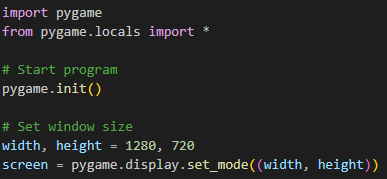 import pygame
from pygame.locals import *

# Start program
pygame.init()

# Set window size
width, height = 1280, 720
screen = pygame.display.set_mode((width, height))